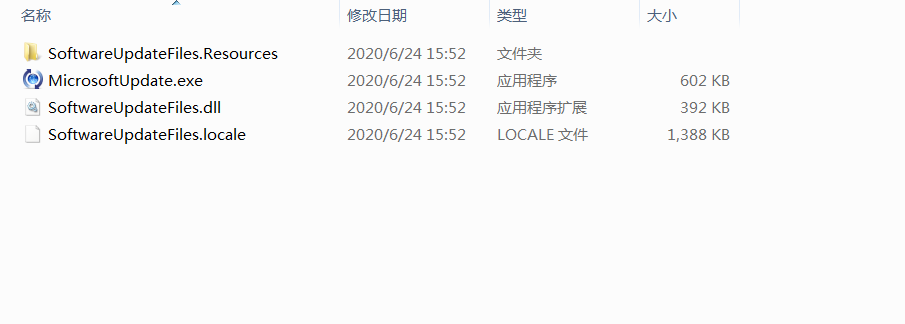 名称 修改日期 类型 大小
SoftwareUpdateFiles.Resources 2020/6/24 15:52 文件夹
MicrosoftUpdate.exe 2020/6/24 15:52 应用程序 602 KB
SoftwareUpdateFiles.dll 2020/6/24 15:52 应用程序扩展 392 KB
SoftwareUpdateFiles.locale 2020/6/24 15:52 LOCALE 文件 1,388 KB